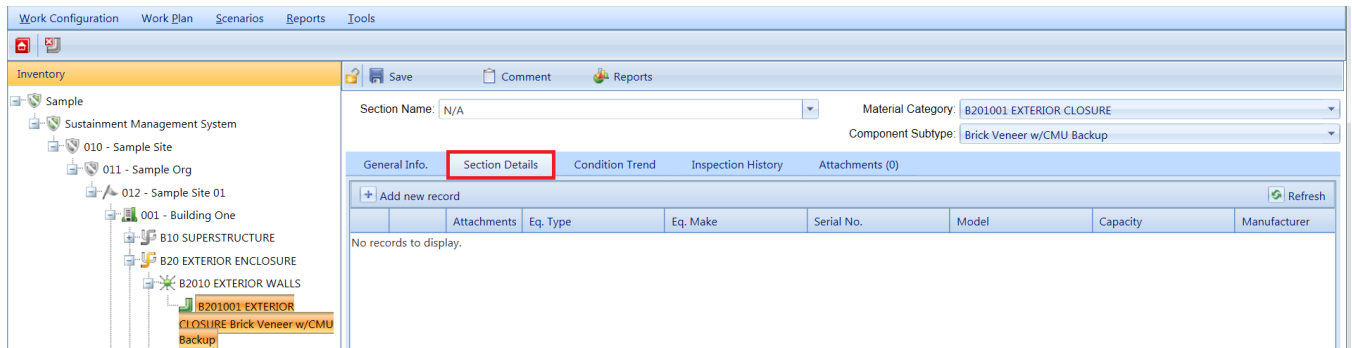 Work Configuration Work Plan Scenarios Reports Tools
Inventory
Save Comment Reports
Sample
Sustainment Management System
010 - Sample Site
011 - Sample Org
012 - Sample Site 01
001 - Building One
B10 SUPERSTRUCTURE
B20 EXTERIOR ENCLOSURE
B2010 EXTERIOR WALLS
B201001 EXTERIOR
CLOSURE Brick Veneer w/CMU
Backup
Section Name: N/A Material Category: B201001 EXTERIOR CLOSURE
Component Subtype: Brick Veneer w/CMU Backup
General Info. Section Details Condition Trend Inspection History Attachments (0)
Add new record Refresh
Attachments Eq. Type Eq. Make Serial No. Model Capacity Manufacturer
No records to display.